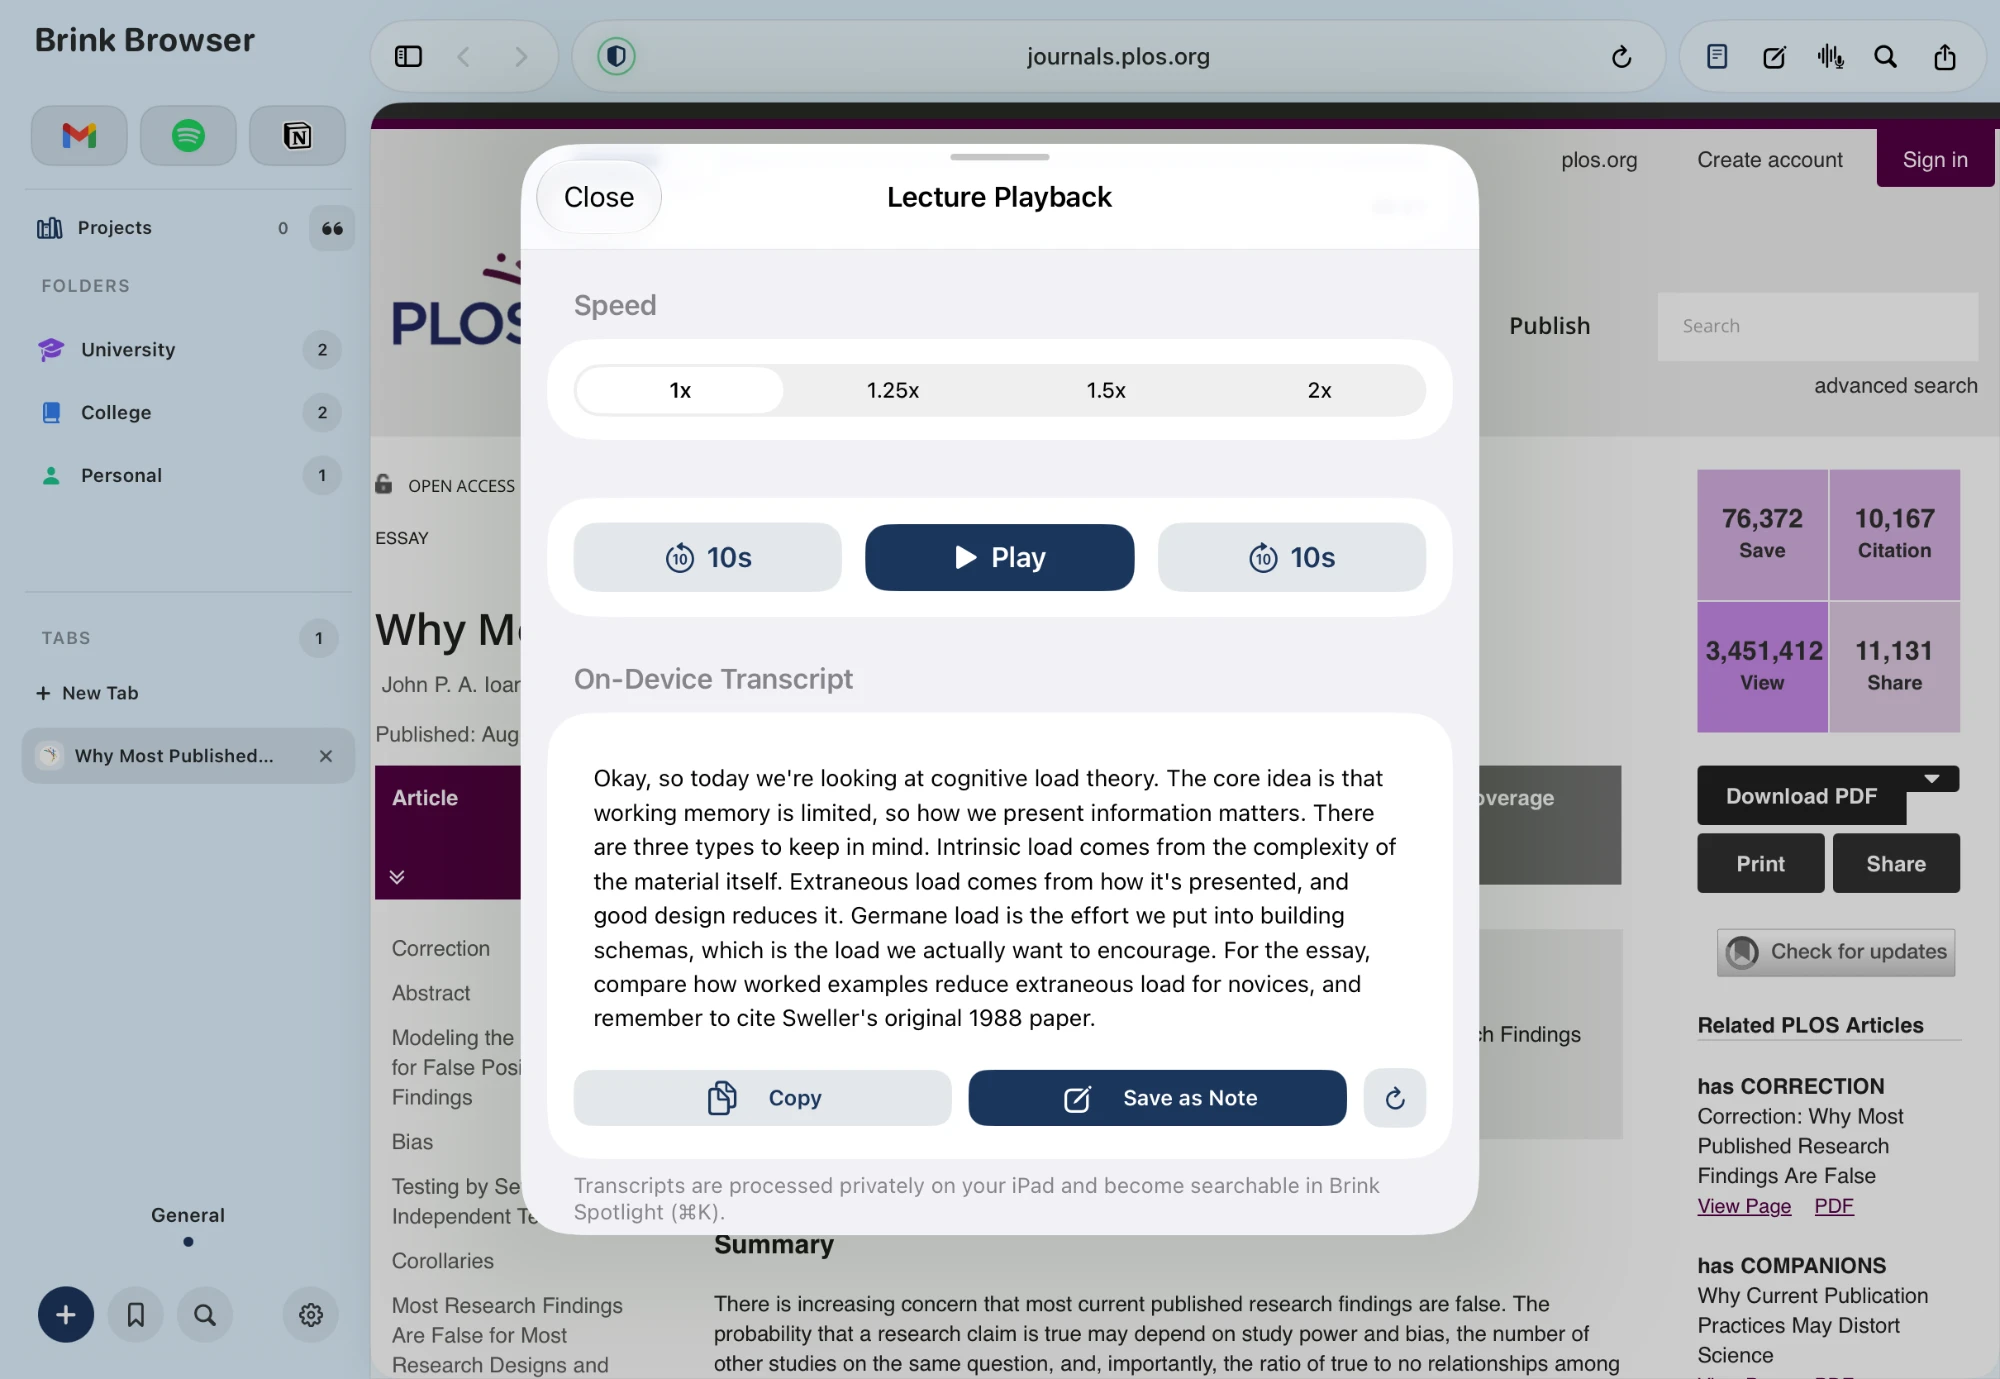 Brink Browser
journals.plos.org
Projects
0
FOLDERS
University
2
College
2
Personal
1
TABS
1
+ New Tab
Why Most Published...
General
plos.org
Create account
Sign in
PLOS
Publish
Search
advanced search
OPEN ACCESS
ESSAY
Why M
John P. A. Ioan
Published: Aug
Article
overage
Correction
Abstract
Modeling the
for False Posi
Findings
Bias
Testing by Se
Independent Te
Corollaries
Most Research Findings
Are False for Most
Research Designs and
Close
Lecture Playback
Speed
1x
1.25x
1.5x
2x
10 10s
Play
10 10s
On-Device Transcript
Okay, so today we're looking at cognitive load theory. The core idea is that
working memory is limited, so how we present information matters. There
are three types to keep in mind. Intrinsic load comes from the complexity of
the material itself. Extraneous load comes from how it's presented, and
good design reduces it. Germane load is the effort we put into building
schemas, which is the load we actually want to encourage. For the essay,
compare how worked examples reduce extraneous load for novices, and
remember to cite Sweller's original 1988 paper.
Copy
Save as Note
Transcripts are processed privately on your iPad and become searchable in Brink
Spotlight (⌘K).
ch Findings
Summary
There is increasing concern that most current published research findings are false. The
probability that a research claim is true may depend on study power and bias, the number of
other studies on the same question, and, importantly, the ratio of true to no relationships among
76,372
Save
10,167
Citation
3,451,412
View
11,131
Share
Download PDF
Print
Share
Check for updates
Related PLOS Articles
has CORRECTION
Correction: Why Most
Published Research
Findings Are False
View Page PDF
has COMPANIONS
Why Current Publication
Practices May Distort
Science